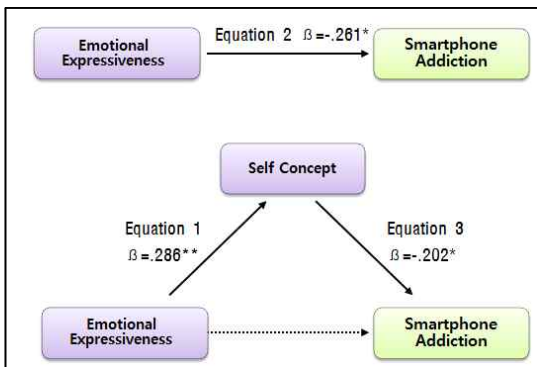 Equation 2 ß=-.261*
Emotional
Expressiveness
Smartphone
Addiction
Self Concept
Equation 1
ß=.286**
Equation 3
ß=-.202*
Emotional
Expressiveness
Smartphone
Addiction